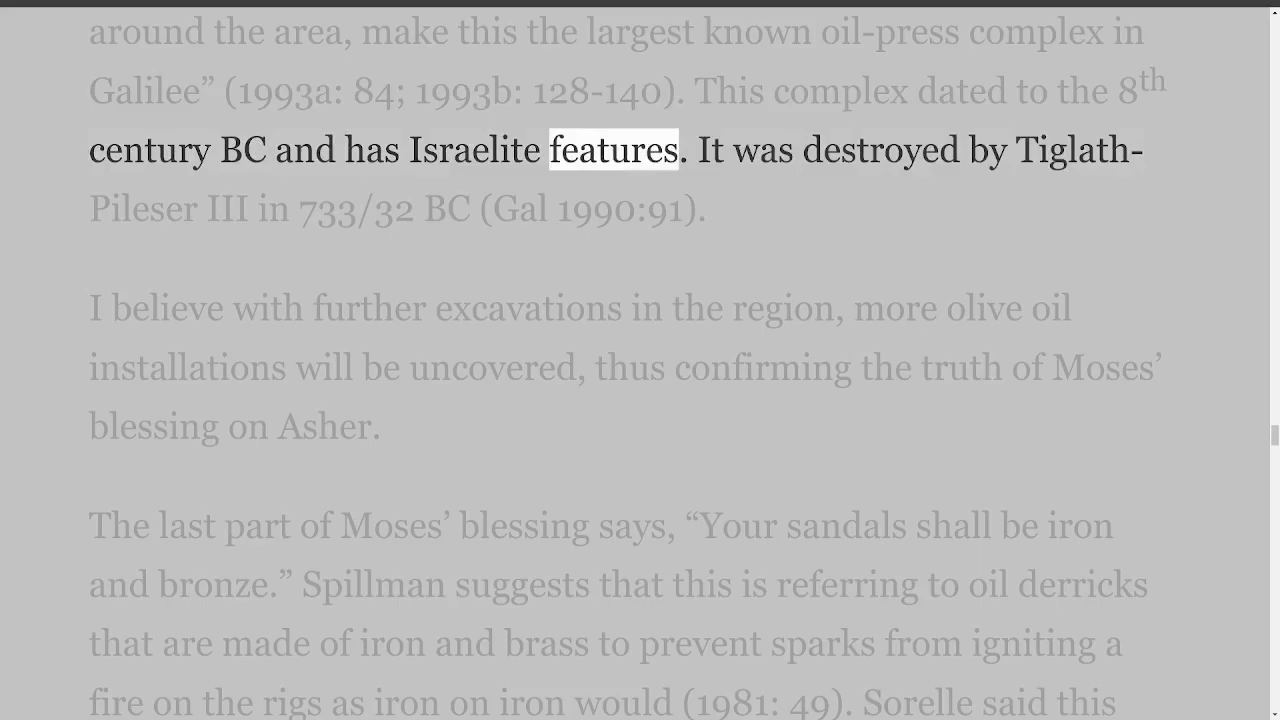 around the area, make this the largest known oil-press complex in
Galilee” (1993a: 84; 1993b: 128-140). This complex dated to the 8th
century BC and has Israelite features. It was destroyed by Tiglath-
Pileser III in 733/32 BC (Gal 1990:91).
I believe with further excavations in the region, more olive oil
installations will be uncovered, thus confirming the truth of Moses’
blessing on Asher.
The last part of Moses’ blessing says, “Your sandals shall be iron
and bronze.” Spillman suggests that this is referring to oil derricks
that are made of iron and brass to prevent sparks from igniting a
fire on the rigs as iron on iron would (1981: 49). Sorelle said this